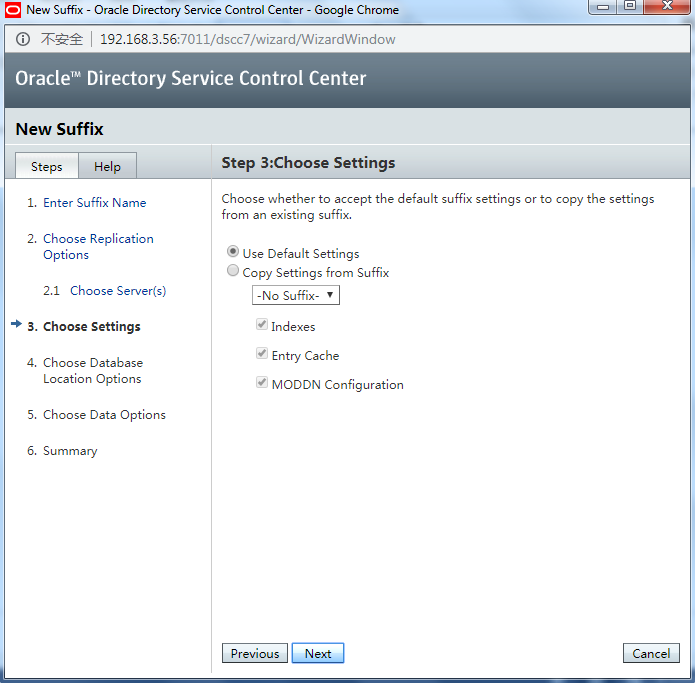 New Suffix - Oracle Directory Service Control Center - Google Chrome
不安全 192.168.3.56:7011/dscc7/wizard/WizardWindow
Oracle™ Directory Service Control Center
New Suffix
Steps Help
1. Enter Suffix Name
2. Choose Replication
Options
2.1 Choose Server(s)
3. Choose Settings
4. Choose Database
Location Options
5. Choose Data Options
6. Summary
Step 3:Choose Settings
Choose whether to accept the default suffix settings or to copy the settings
from an existing suffix.
Use Default Settings
Copy Settings from Suffix
-No Suffix-
Indexes
Entry Cache
MODDN Configuration
Previous Next Cancel